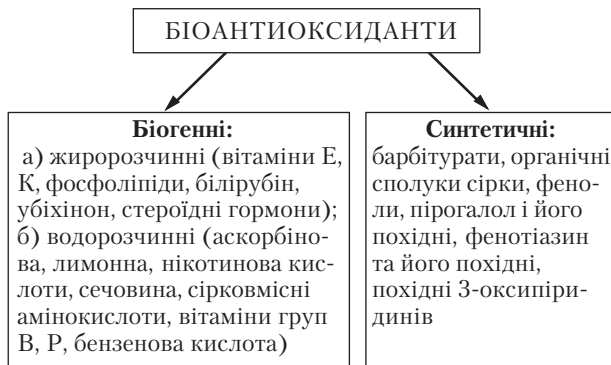 БІОАНТИОКСИДАНТИ
Біогенні:
а) жиророзчинні (вітаміни Е,
К, фосфоліпіди, білірубін,
убіхінон, стероїдні гормони);
б) водорозчинні (аскорбіно-
ва, лимонна, нікотинова кис-
лоти, сечовина, сірковмісні
амінокислоти, вітаміни груп
В, Р, бензенова кислота)
Синтетичні:
барбітурати, органічні
сполуки сірки, фено-
ли, пірогалол і його
похідні, фенотіазин
та його похідні,
похідні 3-оксипіри-
динів